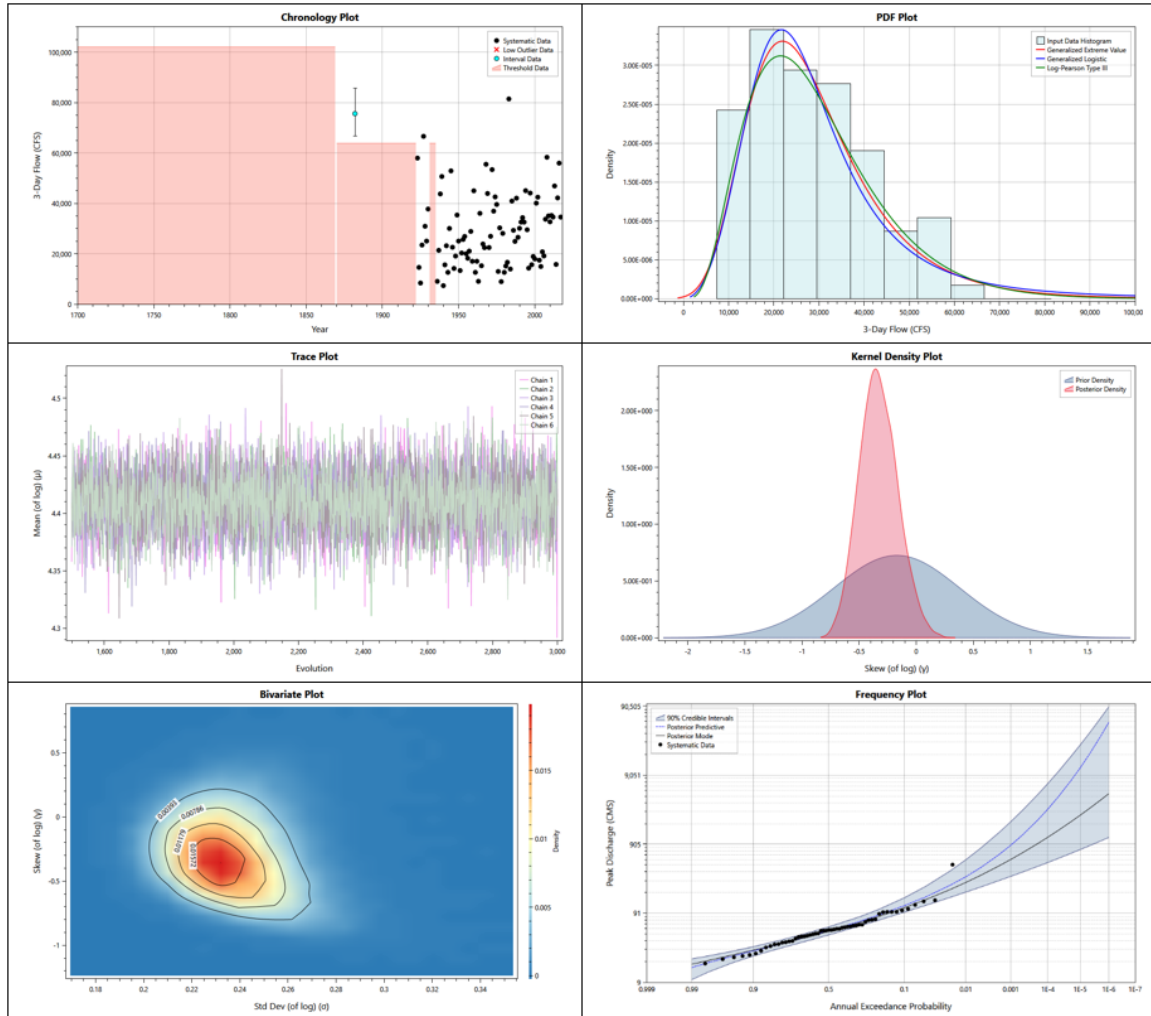 Chronology Plot
100,000
80,000
60,000
40,000
20,000
0
3-Day Flow (CFS)
1700
1750
1800
1850
1900
1950
2000
Year
Systematic Data
Low Outlier Data
Interval Data
Threshold Data
PDF Plot
3.00E-005
2.50E-005
2.00E-005
1.50E-005
1.00E-005
5.00E-006
0.00E+000
Density
0
10,000
20,000
30,000
40,000
50,000
60,000
70,000
80,000
90,000
100,000
3-Day Flow (CFS)
Input Data Histogram
Generalized Extreme Value
Generalized Logistic
Log-Pearson Type III
Trace Plot
4.5
4.45
4.4
4.35
4.3
Mean (of log) (μ)
1,600
1,800
2,000
2,200
2,400
2,600
2,800
3,000
Evolution
Chain 1
Chain 2
Chain 3
Chain 4
Chain 5
Chain 6
Kernel Density Plot
2.00E+000
1.50E+000
1.00E+000
5.00E-001
0.00E+000
Density
-2
-1.5
-1
-0.5
0
0.5
1
1.5
Skew (of log) (γ)
Prior Density
Posterior Density
Bivariate Plot
0.5
0
-0.5
-1
Skew (of log) (γ)
0.18
0.2
0.22
0.24
0.26
0.28
0.3
0.32
0.34
Std Dev (of log) (σ)
0.00393
0.00786
0.01179
0.01572
0.015
0.01
0.005
0
Density
Frequency Plot
90,505
9,051
905
91
9
Peak Discharge (CMS)
0.999
0.99
0.9
0.5
0.1
0.01
0.001
1E-4
1E-5
1E-6
1E-7
Annual Exceedance Probability
90% Credible Intervals
Posterior Predictive
Posterior Mode
Systematic Data